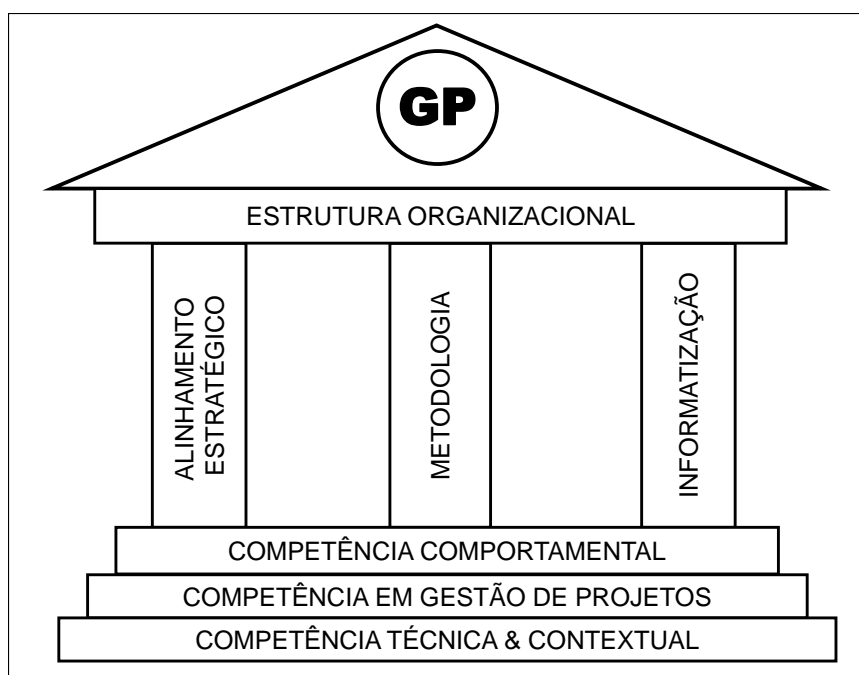 GP
ESTRUTURA ORGANIZACIONAL
ALINHAMENTO
ESTRATÉGICO
METODOLOGIA
INFORMATIZAÇÃO
COMPETÊNCIA COMPORTAMENTAL
COMPETÊNCIA EM GESTÃO DE PROJETOS
COMPETÊNCIA TÉCNICA & CONTEXTUAL